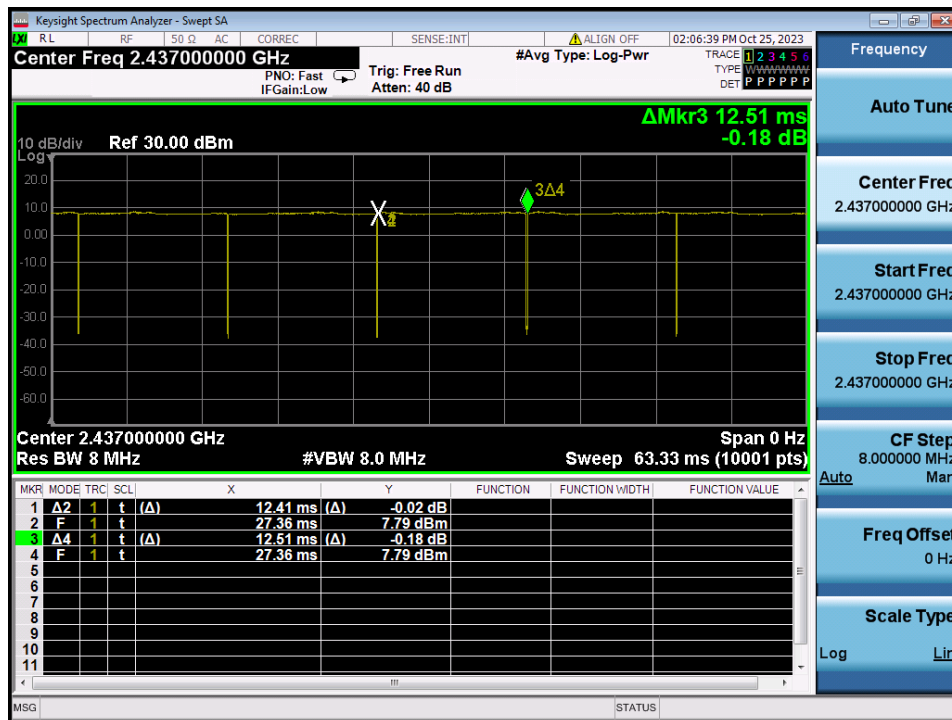 Keysight Spectrum Analyzer - Swept SA
LXI RL RF 50 Ω AC CORREC SENSE:INT ALIGN OFF 02:06:39 PM Oct 25, 2023
Center Freq 2.437000000 GHz
PNO: Fast
IFGain:Low
Trig: Free Run
Atten: 40 dB
#Avg Type: Log-Pwr
TRACE 1 2 3 4 5 6
TYPE WWWWWW
DET P P P P P P
ΔMkr3 12.51 ms
-0.18 dB
10 dB/div Ref 30.00 dBm
Log
20.0
10.0
0.00
-10.0
-20.0
-30.0
-40.0
-50.0
-60.0
3Δ4
Center 2.437000000 GHz Span 0 Hz
Res BW 8 MHz #VBW 8.0 MHz Sweep 63.33 ms (10001 pts)
MKR MODE TRC SCL X Y FUNCTION FUNCTION WIDTH FUNCTION VALUE
1 Δ2 1 t (Δ) 12.41 ms (Δ) -0.02 dB
2 F 1 t 27.36 ms 7.79 dBm
3 Δ4 1 t (Δ) 12.51 ms (Δ) -0.18 dB
4 F 1 t 27.36 ms 7.79 dBm
5
6
7
8
9
10
11
MSG STATUS
Frequency
Auto Tune
Center Freq
2.437000000 GHz
Start Freq
2.437000000 GHz
Stop Freq
2.437000000 GHz
CF Step
8.000000 MHz
Auto Man
Freq Offset
0 Hz
Scale Type
Log Lin